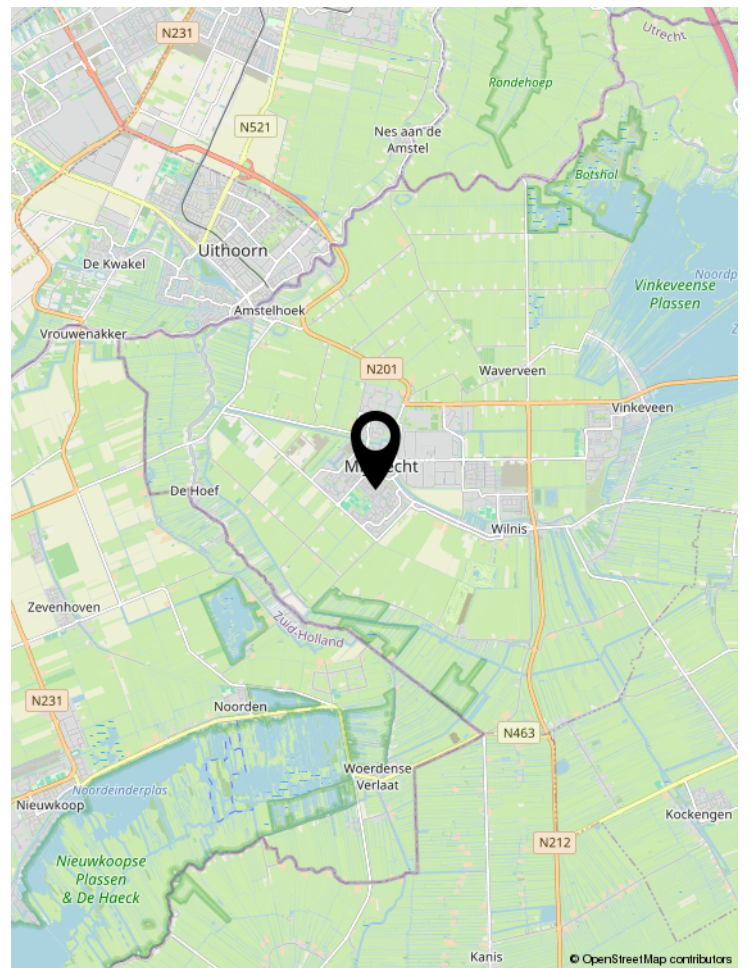 N231
Utrecht
Rondehoep
N521
Nes aan de
Amstel
Botshol
Uithoorn
De Kwakel
Noordp
Vinkeveense
Plassen
Amstelhoek
Vrouwenakker
N201
Waverveen
Vinkeveen
De Hoef
Wilnis
Zevenhoven
Zuid-Holland
N231
Noorden
N463
Woerdense
Verlaat
Noordeinderplas
Nieuwkoop
Kockengen
N212
Nieuwkoopse
Plassen
& De Haeck
Kanis
© OpenStreetMap contributors